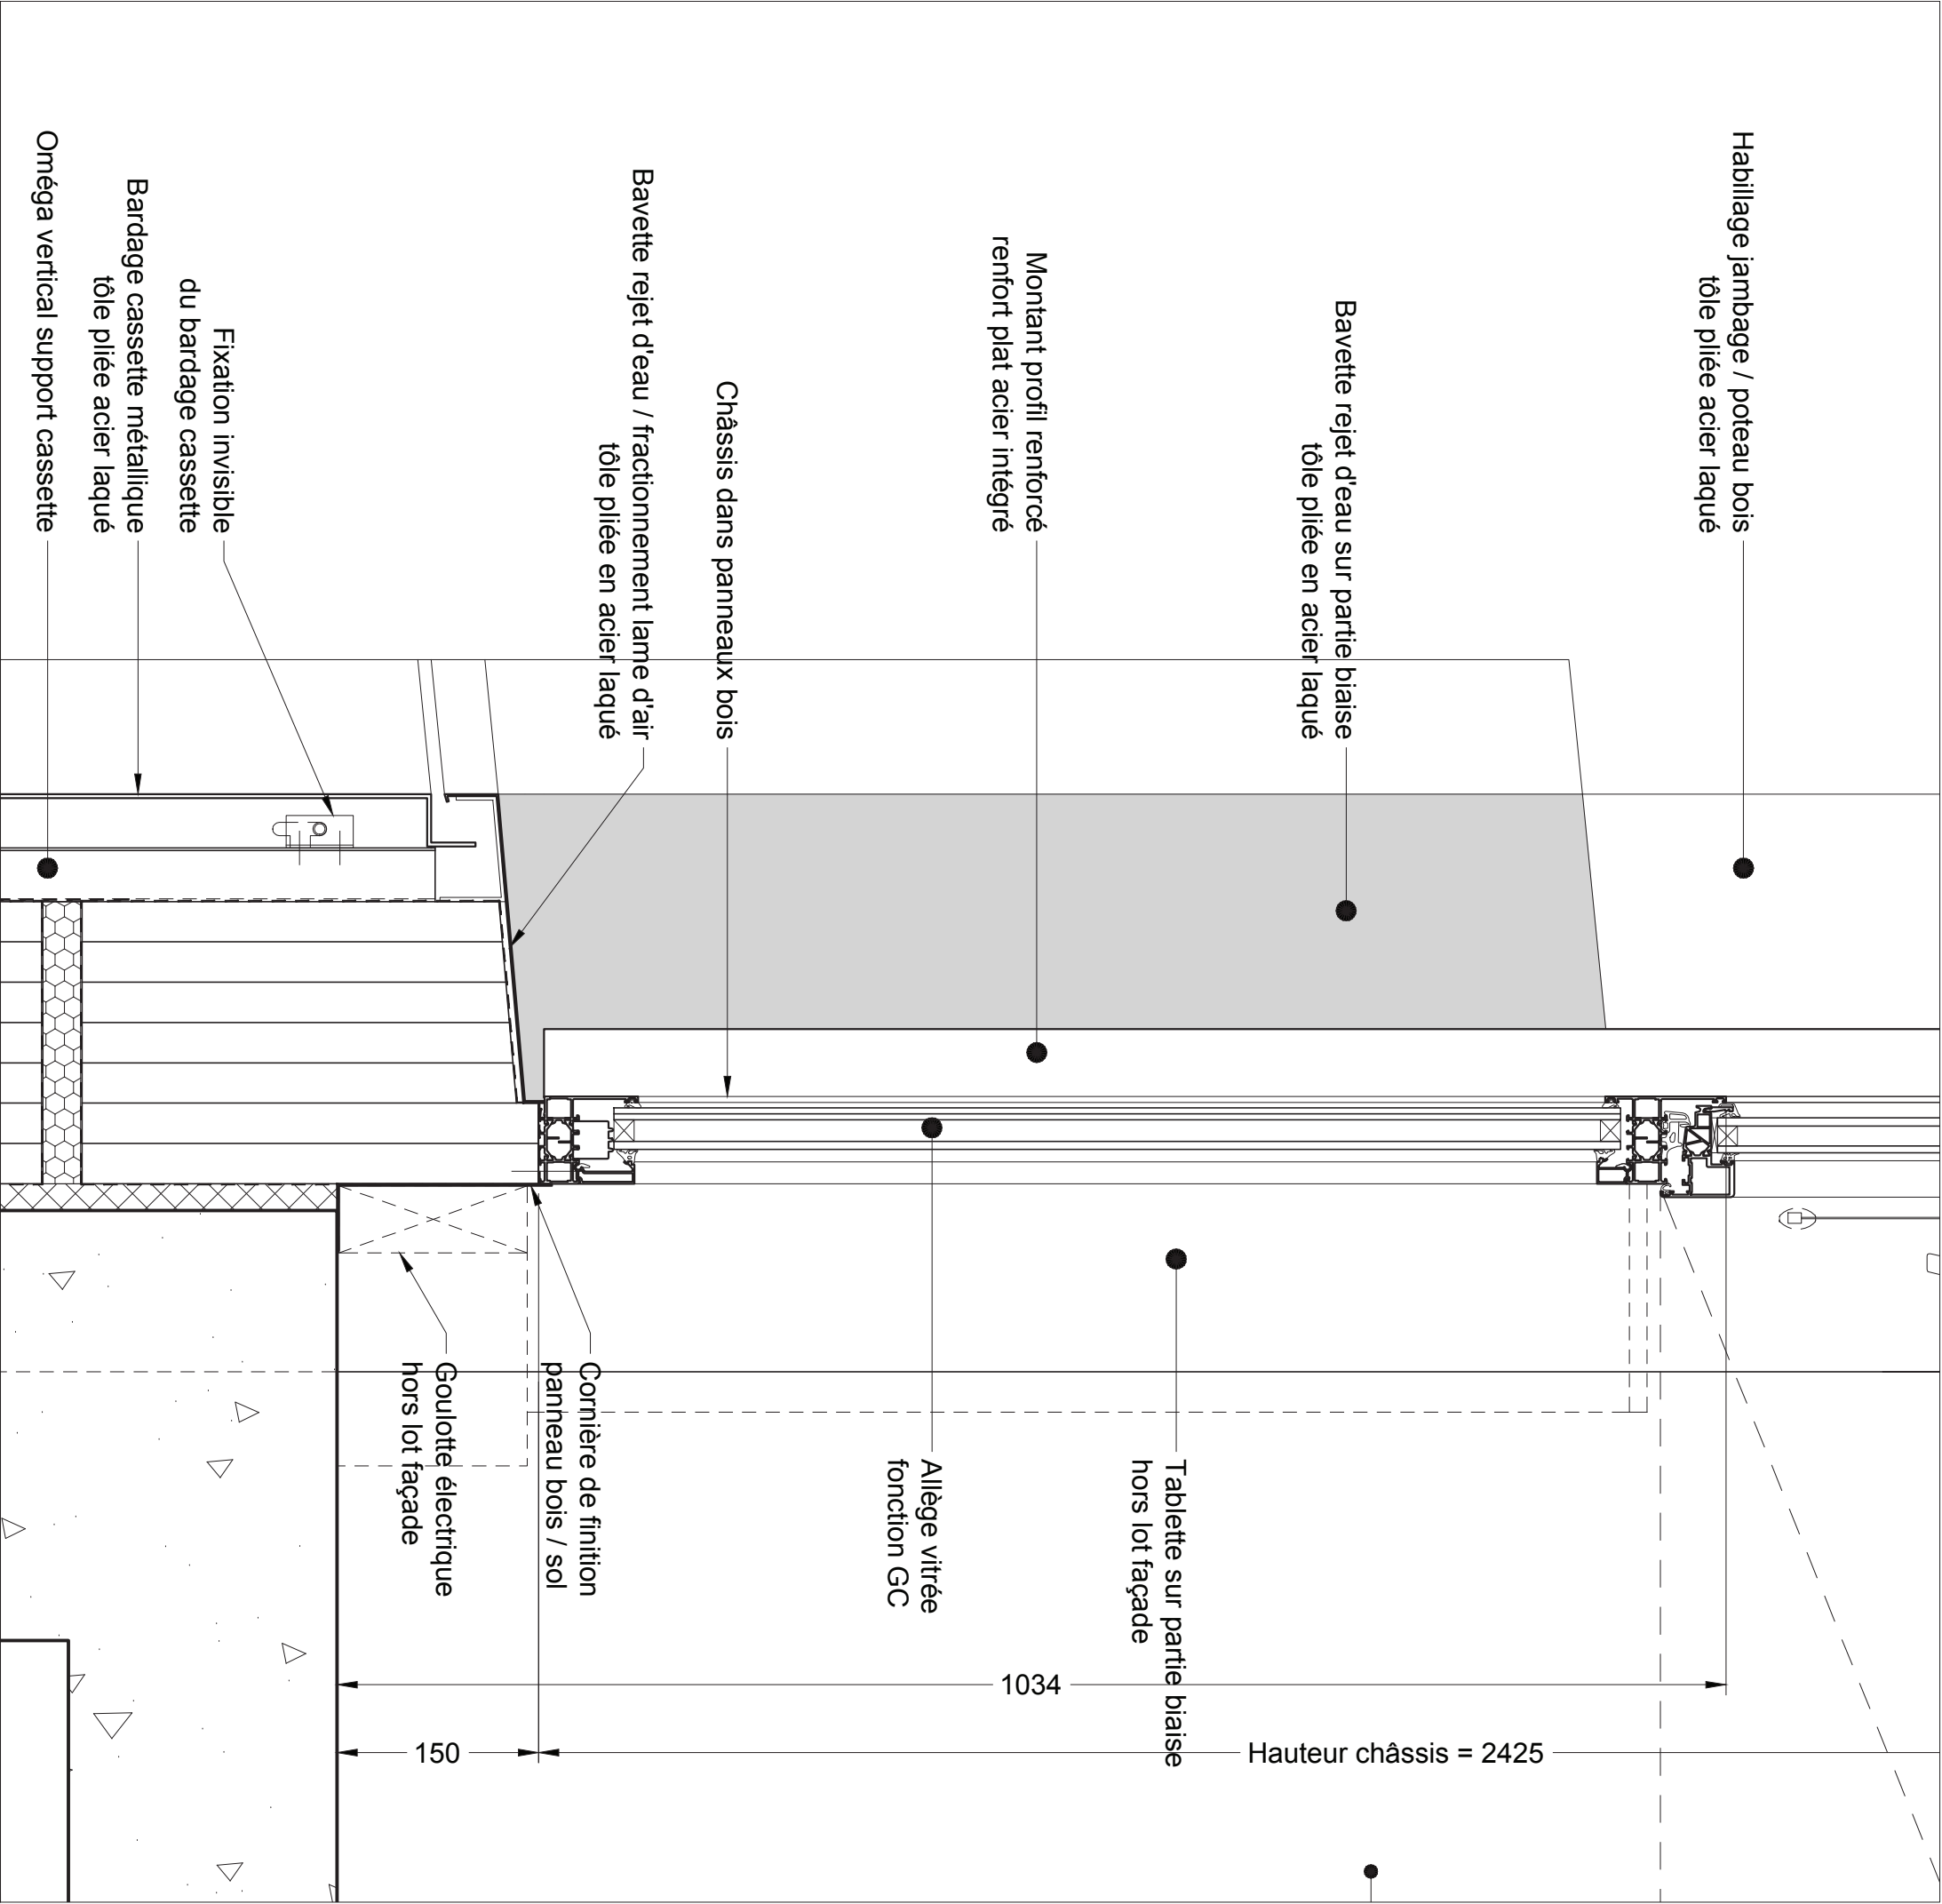 Habillage jambage / poteau bois
tôle pliée acier laqué
Bavette rejet d'eau sur partie biaise
tôle pliée en acier laqué
Montant profil renforcé
renfort plat acier intégré
Châssis dans panneaux bois
Bavette rejet d'eau / fractionnement lame d'air
tôle pliée en acier laqué
Fixation invisible
du bardage cassette
Bardage cassette métallique
tôle pliée acier laqué
Oméga vertical support cassette
Tablette sur partie biaise
hors lot façade
Allège vitrée
fonction GC
Cornière de finition
panneau bois / sol
Goulotte électrique
hors lot façade
1034
150
Hauteur châssis = 2425